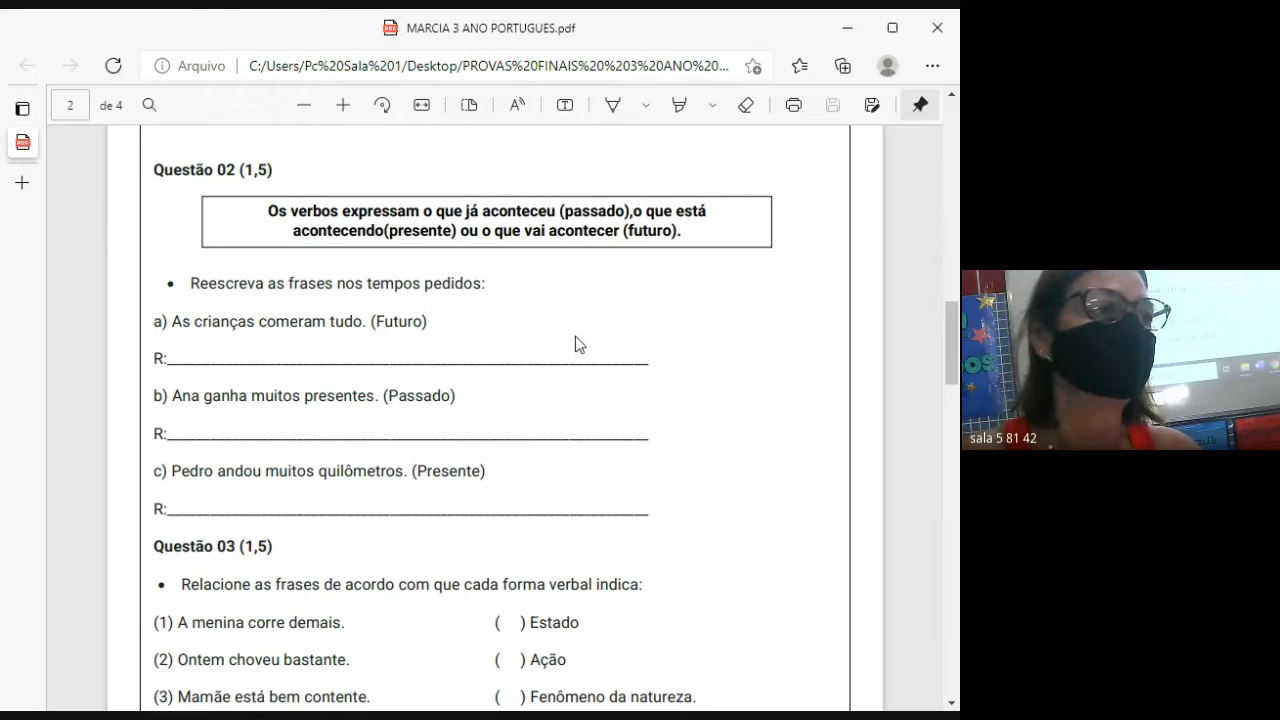 MARCIA 3 ANO PORTUGUES.pdf
Arquivo
C:/Users/Pc%20Sala%201/Desktop/PROVAS%20FINAIS%20%203%20ANO%20...
2
de 4
Questão 02 (1,5)
Os verbos expressam o que já aconteceu (passado),o que está
acontecendo(presente) ou o que vai acontecer (futuro).
• Reescreva as frases nos tempos pedidos:
a) As crianças comeram tudo. (Futuro)
R:____________________________________________________________
b) Ana ganha muitos presentes. (Passado)
R:____________________________________________________________
c) Pedro andou muitos quilômetros. (Presente)
R:____________________________________________________________
Questão 03 (1,5)
• Relacione as frases de acordo com que cada forma verbal indica:
(1) A menina corre demais. ( ) Estado
(2) Ontem choveu bastante. ( ) Ação
(3) Mamãe está bem contente. ( ) Fenômeno da natureza.
sala 5 81 42